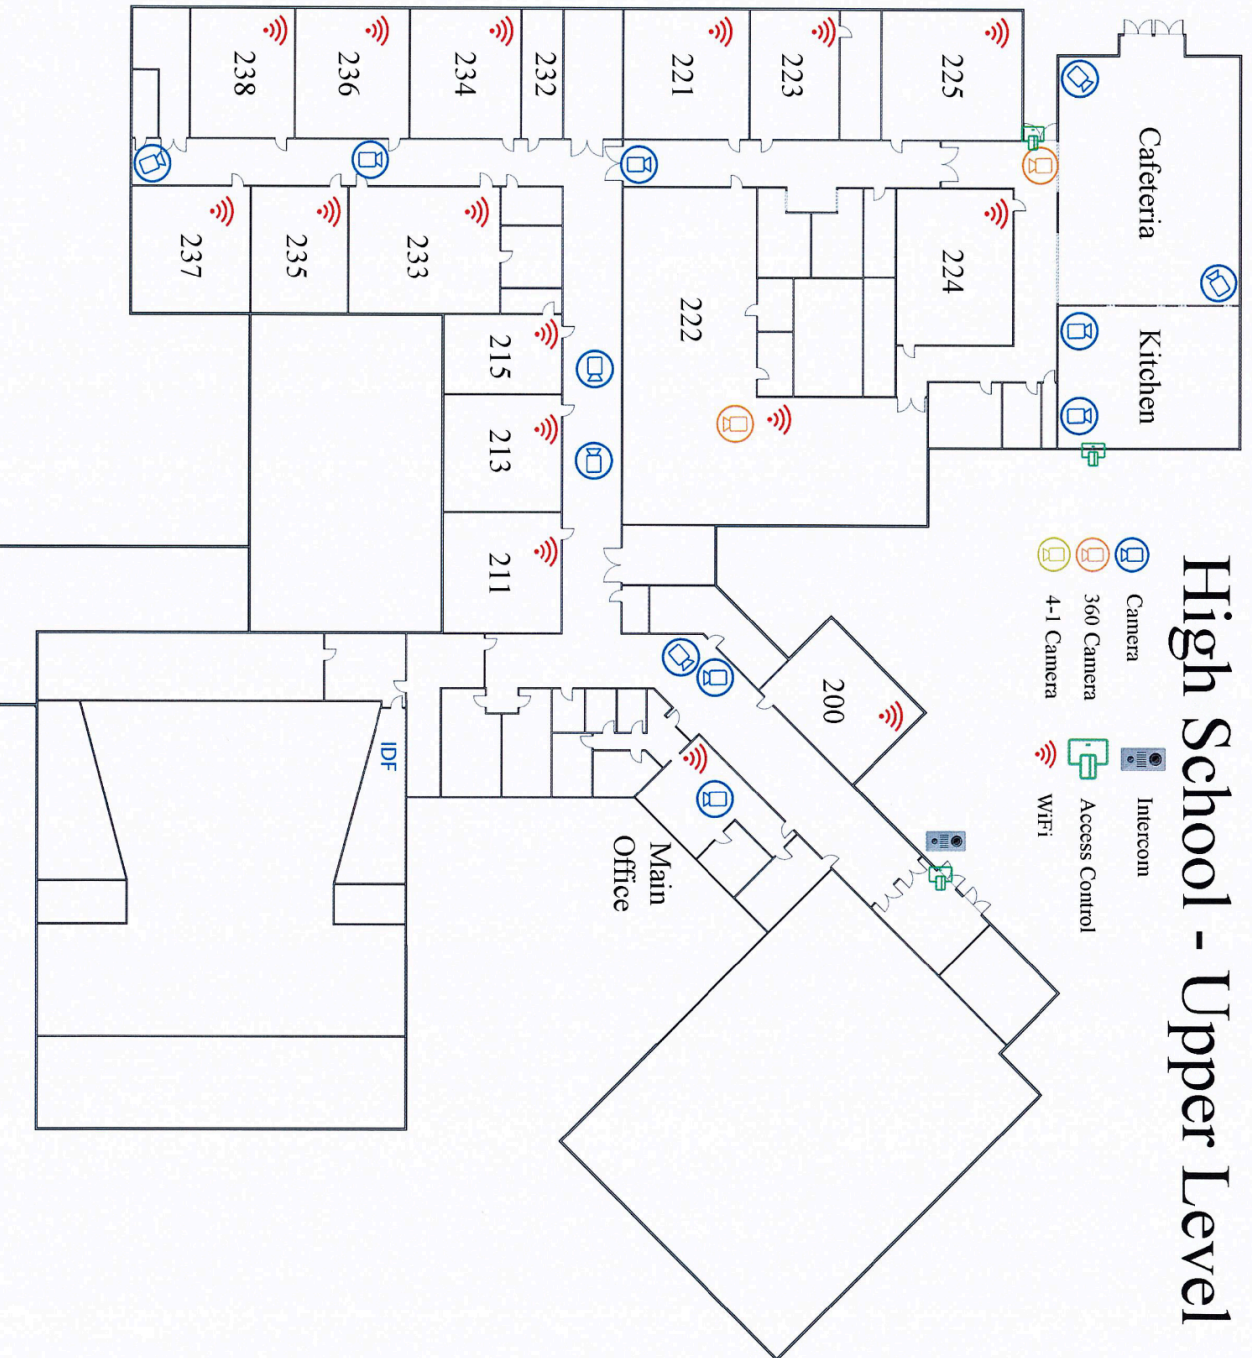 High School - Upper Level
Camera
360 Camera
4-1 Camera
Intercom
Access Control
WiFi
Cafeteria
Kitchen
225
223
221
232
234
236
238
224
222
233
235
237
215
213
211
200
Main
Office
IDF